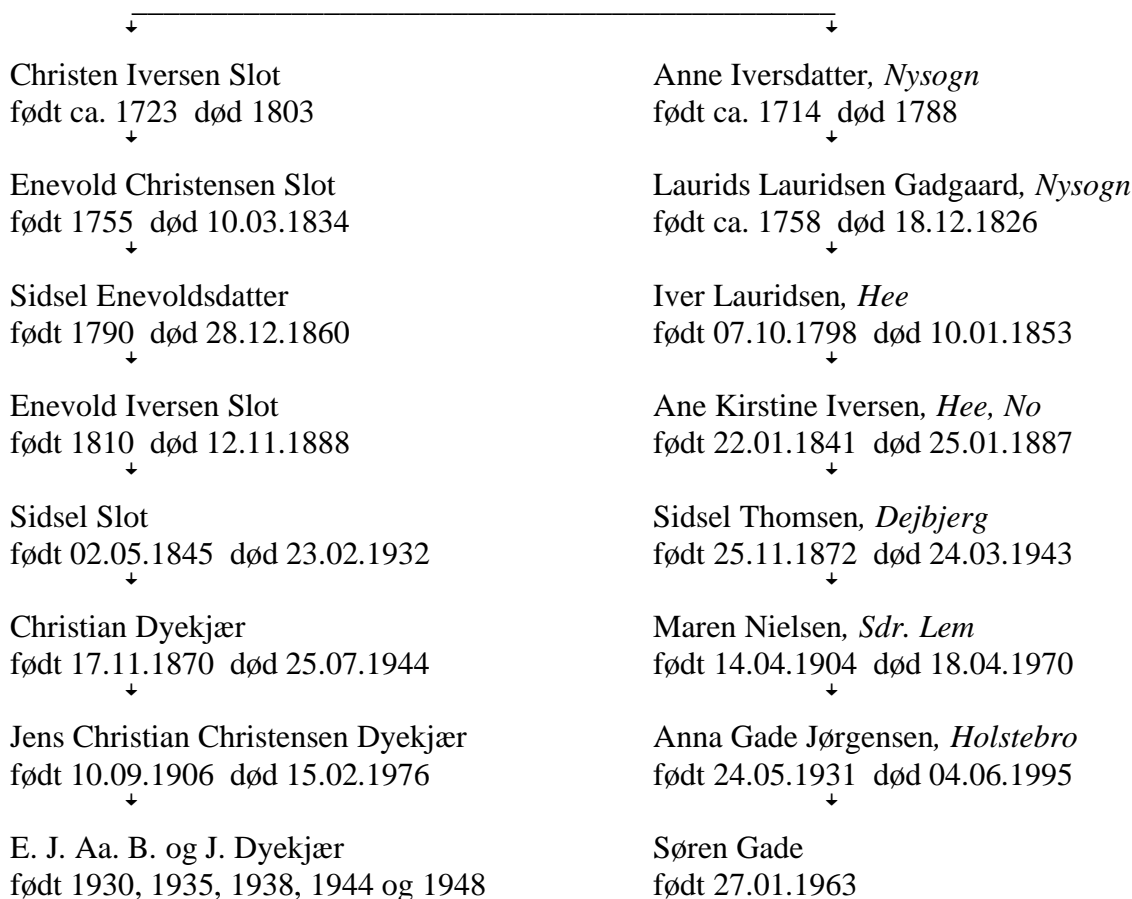 Christen Iversen Slot
født ca. 1723 død 1803
Enevold Christensen Slot
født 1755 død 10.03.1834
Sidsel Enevoldsdatter
født 1790 død 28.12.1860
Enevold Iversen Slot
født 1810 død 12.11.1888
Sidsel Slot
født 02.05.1845 død 23.02.1932
Christian Dyekjær
født 17.11.1870 død 25.07.1944
Jens Christian Christensen Dyekjær
født 10.09.1906 død 15.02.1976
E. J. Aa. B. og J. Dyekjær
født 1930, 1935, 1938, 1944 og 1948
Anne Iversdatter, Nysogn
født ca. 1714 død 1788
Laurids Lauridsen Gadgaard, Nysogn
født ca. 1758 død 18.12.1826
Iver Lauridsen, Hee
født 07.10.1798 død 10.01.1853
Ane Kirstine Iversen, Hee, No
født 22.01.1841 død 25.01.1887
Sidsel Thomsen, Dejbjerg
født 25.11.1872 død 24.03.1943
Maren Nielsen, Sdr. Lem
født 14.04.1904 død 18.04.1970
Anna Gade Jørgensen, Holstebro
født 24.05.1931 død 04.06.1995
Søren Gade
født 27.01.1963